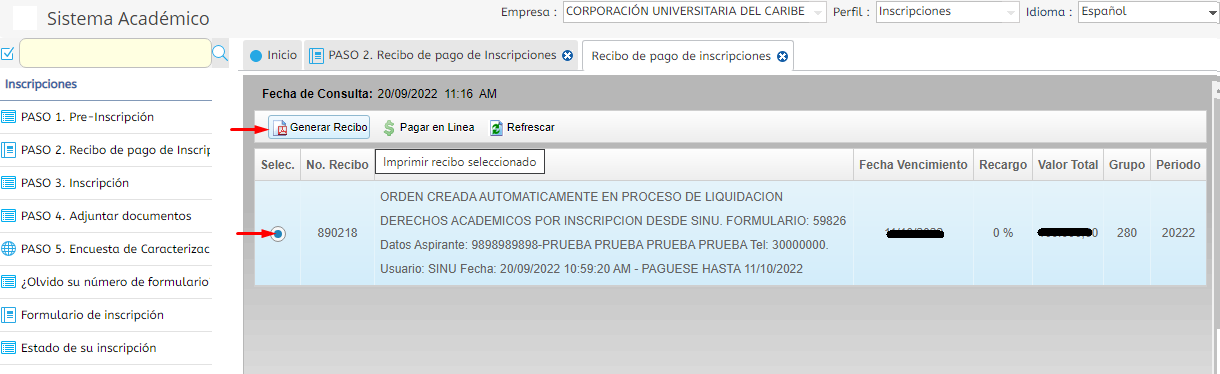 Sistema Académico
Empresa : CORPORACIÓN UNIVERSITARIA DEL CARIBE Perfil : Inscripciones Idioma : Español
Inicio PASO 2. Recibo de pago de Inscripciones Recibo de pago de inscripciones
Inscripciones
PASO 1. Pre-Inscripción
PASO 2. Recibo de pago de Inscrip
PASO 3. Inscripción
PASO 4. Adjuntar documentos
PASO 5. Encuesta de Caracterizac
¿Olvido su número de formulario
Formulario de inscripción
Estado de su inscripción
Fecha de Consulta: 20/09/2022 11:16 AM
Generar Recibo Pagar en Linea Refrescar
Selec. No. Recibo Imprimir recibo seleccionado Fecha Vencimiento Recargo Valor Total Grupo Periodo
ORDEN CREADA AUTOMATICAMENTE EN PROCESO DE LIQUIDACION
DERECHOS ACADEMICOS POR INSCRIPCION DESDE SINU. FORMULARIO: 59826
890218 0 % 280 20222
Datos Aspirante: 9898989898-PRUEBA PRUEBA PRUEBA PRUEBA Tel: 30000000.
Usuario: SINU Fecha: 20/09/2022 10:59:20 AM - PAGUESE HASTA 11/10/2022